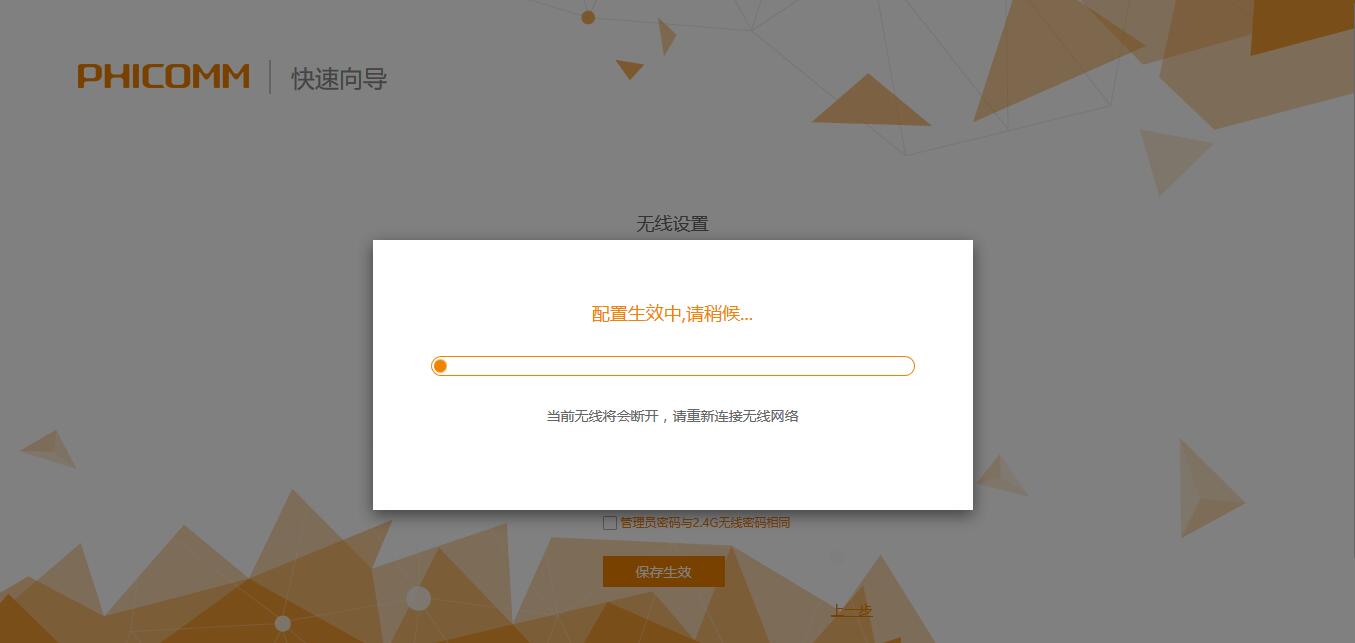 PHICOMM 快速向导
无线设置
配置生效中,请稍候...
当前无线将会断开，请重新连接无线网络
管理员密码与2.4G无线密码相同
保存生效
上一步